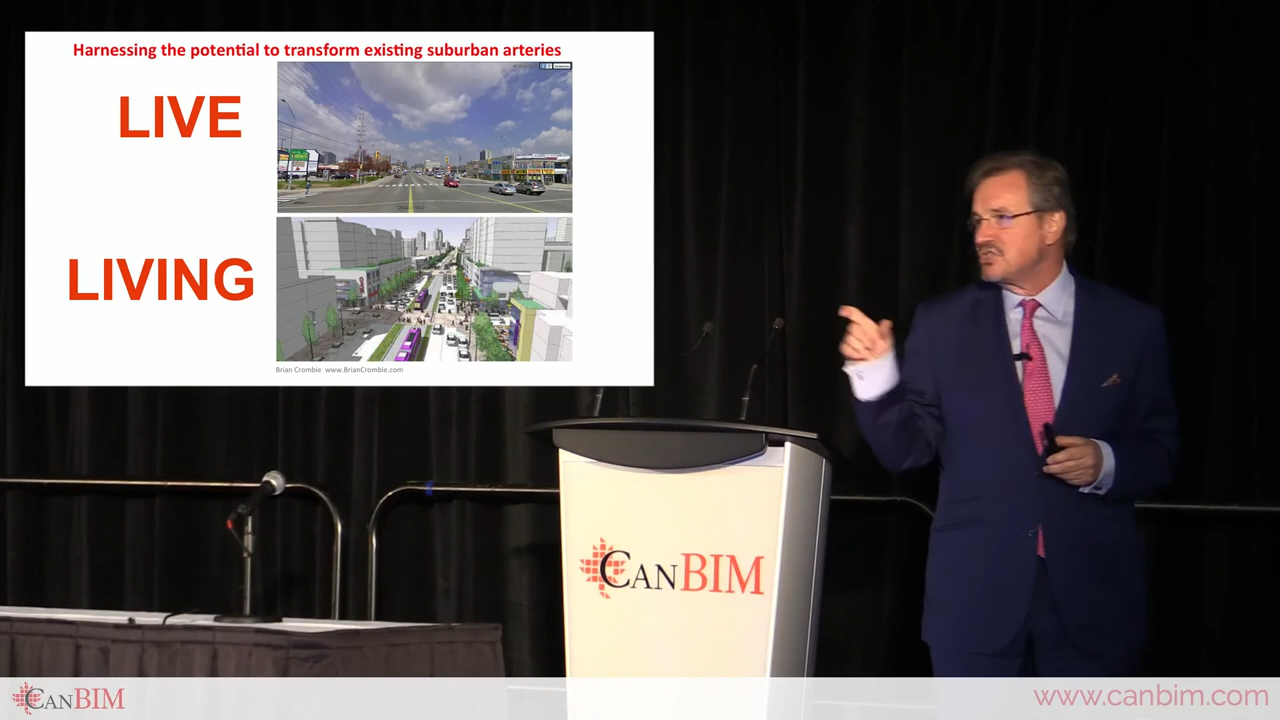 Harnessing the potential to transform existing suburban arteries
LIVE
LIVING
Brian Crombie www.BrianCrombie.com
CANBIM
CANBIM
www.canbim.com